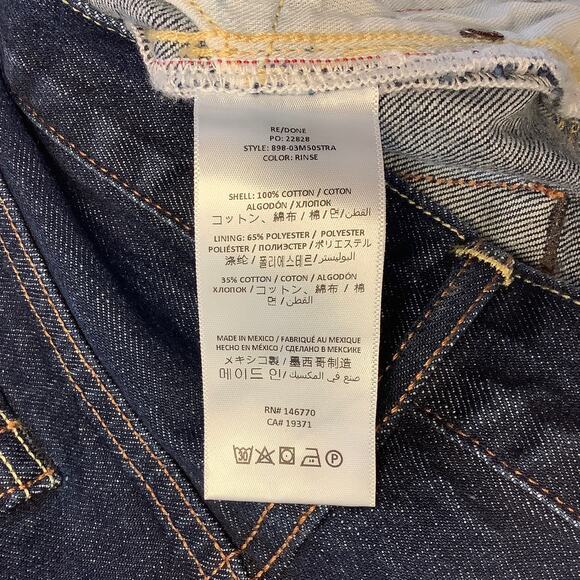 RE/DONE
PO: 22828
STYLE: 898-03M50STRA
COLOR: RINSE
SHELL: 100% COTTON / COTON
ALGODÓN / ХЛОПОК
コットン、綿布 / 棉 / 면 / القطن
LINING: 65% POLYESTER / POLYESTER
POLIÉSTER / ПОЛИЭСТЕР / ポリエステル
涤纶 / 폴리에스테르 / البوليستر
35% COTTON / COTON / ALGODÓN
ХЛОПОК / コットン、綿布 / 棉
면 / القطن
MADE IN MEXICO / FABRIQUÉ AU MEXIQUE
HECHO EN MÉXICO / СДЕЛАНО В МЕКСИКЕ
メキシコ製 / 墨西哥制造
메이드 인 / صنع في المكسيك
RN# 146770
CA# 19371
30 P